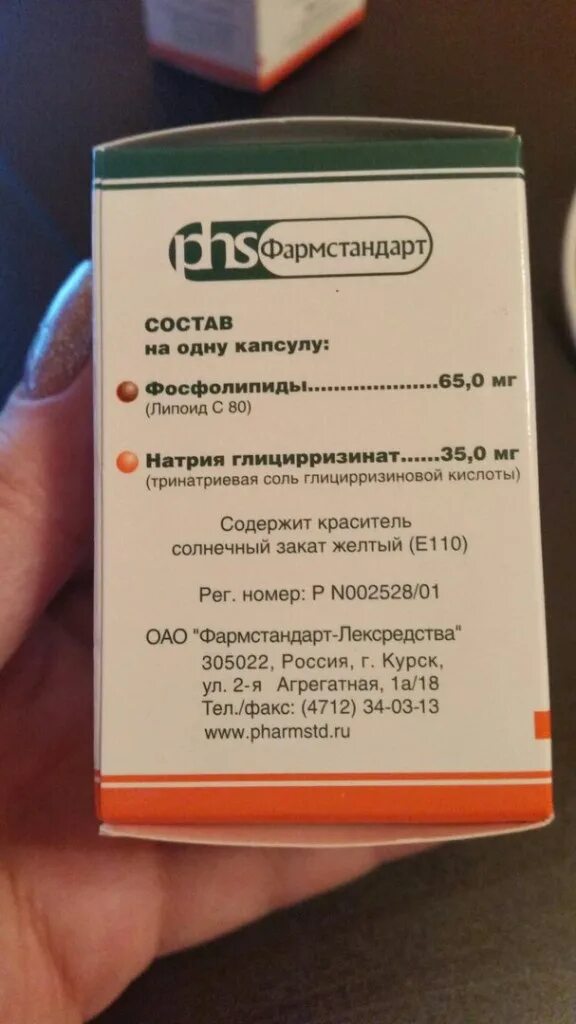 phs Фармстандарт
СОСТАВ
на одну капсулу:
Фосфолипиды.....................65,0 мг
(Липоид С 80)
Натрия глицирризинат......35,0 мг
(тринатриевая соль глицирризиновой кислоты)
Содержит краситель
солнечный закат желтый (Е110)
Рег. номер: Р N002528/01
ОАО "Фармстандарт-Лексредства"
305022, Россия, г. Курск,
ул. 2-я Агрегатная, 1а/18
Тел./факс: (4712) 34-03-13
www.pharmstd.ru